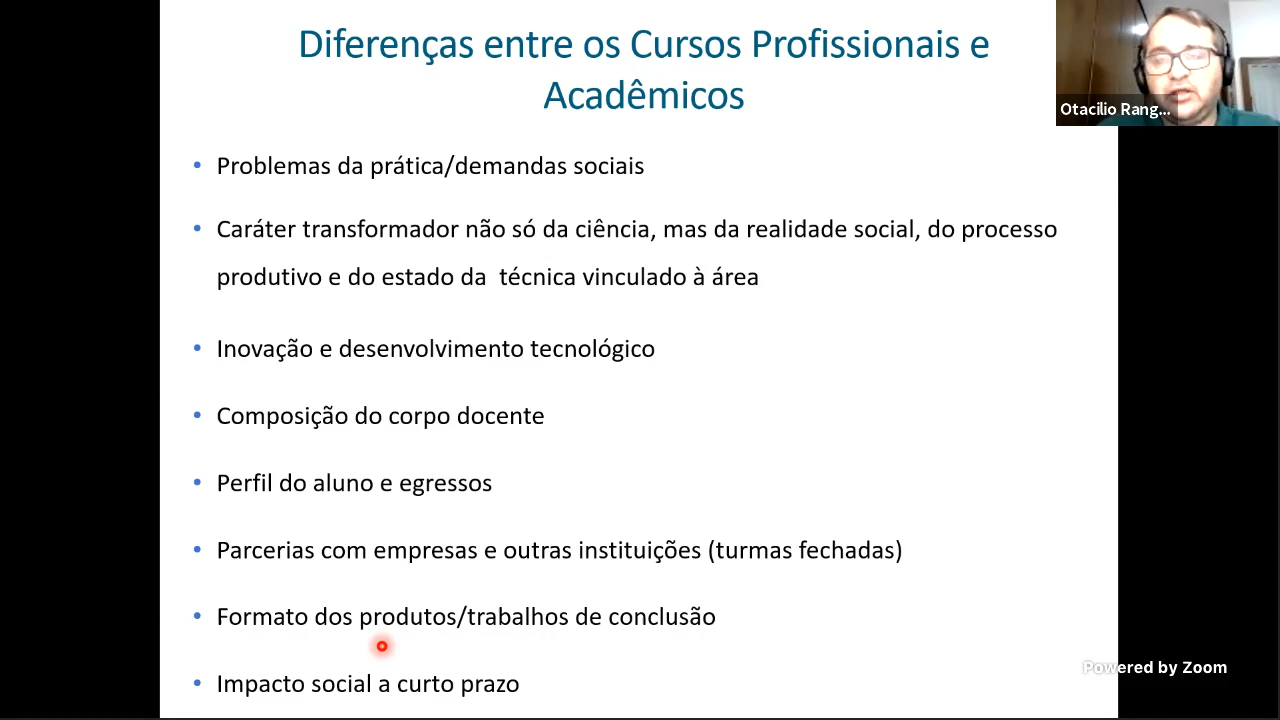 Diferenças entre os Cursos Profissionais e
Acadêmicos
Otacilio Rang...
• Problemas da prática/demandas sociais
• Caráter transformador não só da ciência, mas da realidade social, do processo
produtivo e do estado da  técnica vinculado à área
• Inovação e desenvolvimento tecnológico
• Composição do corpo docente
• Perfil do aluno e egressos
• Parcerias com empresas e outras instituições (turmas fechadas)
• Formato dos produtos/trabalhos de conclusão
• Impacto social a curto prazo
Powered by Zoom